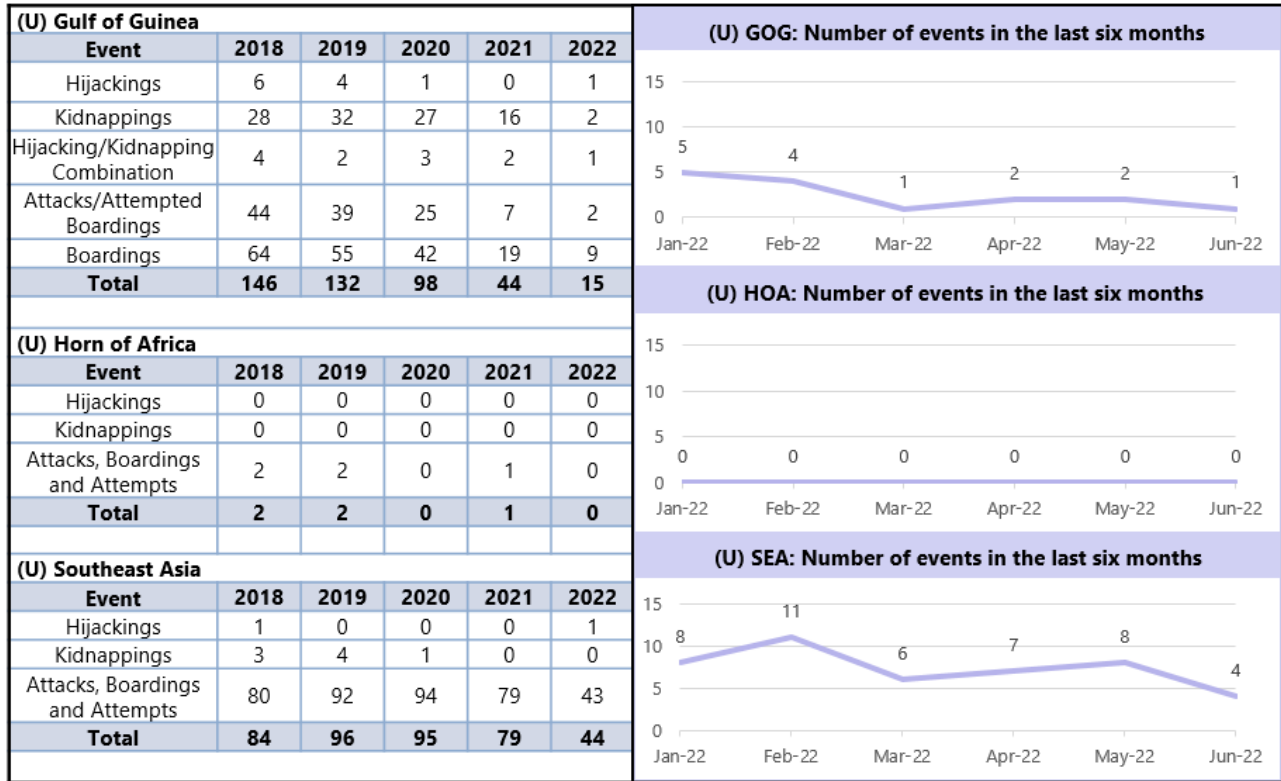 (U) Gulf of Guinea
Event 2018 2019 2020 2021 2022
Hijackings 6 4 1 0 1
Kidnappings 28 32 27 16 2
Hijacking/Kidnapping
Combination 4 2 3 2 1
Attacks/Attempted
Boardings 44 39 25 7 2
Boardings 64 55 42 19 9
Total 146 132 98 44 15
(U) Horn of Africa
Event 2018 2019 2020 2021 2022
Hijackings 0 0 0 0 0
Kidnappings 0 0 0 0 0
Attacks, Boardings
and Attempts 2 2 0 1 0
Total 2 2 0 1 0
(U) Southeast Asia
Event 2018 2019 2020 2021 2022
Hijackings 1 0 0 0 1
Kidnappings 3 4 1 0 0
Attacks, Boardings
and Attempts 80 92 94 79 43
Total 84 96 95 79 44
(U) GOG: Number of events in the last six months
15
10
5
0
5 4 1 2 2 1
Jan-22 Feb-22 Mar-22 Apr-22 May-22 Jun-22
(U) HOA: Number of events in the last six months
15
10
5
0
0 0 0 0 0 0
Jan-22 Feb-22 Mar-22 Apr-22 May-22 Jun-22
(U) SEA: Number of events in the last six months
15
10
5
0
8 11 6 7 8 4
Jan-22 Feb-22 Mar-22 Apr-22 May-22 Jun-22